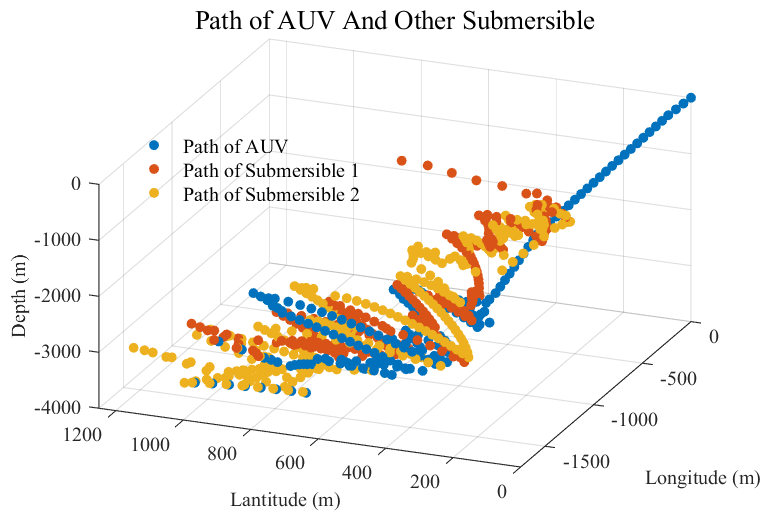 Path of AUV And Other Submersible
Path of AUV
Path of Submersible 1
Path of Submersible 2
0
-1000
-2000
-3000
-4000
Depth (m)
1200
1000
800
600
400
200
0
Lantitude (m)
0
-500
-1000
-1500
Longitude (m)